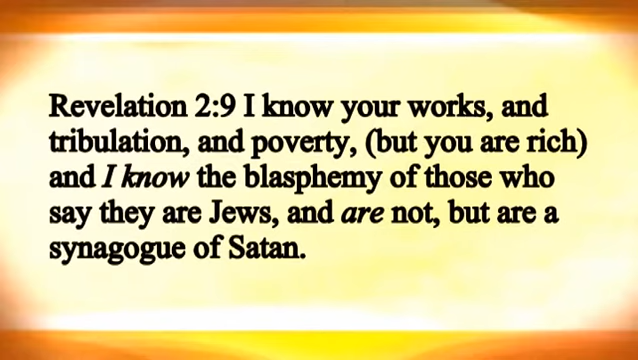 Revelation 2:9 I know your works, and
tribulation, and poverty, (but you are rich)
and I know the blasphemy of those who
say they are Jews, and are not, but are a
synagogue of Satan.